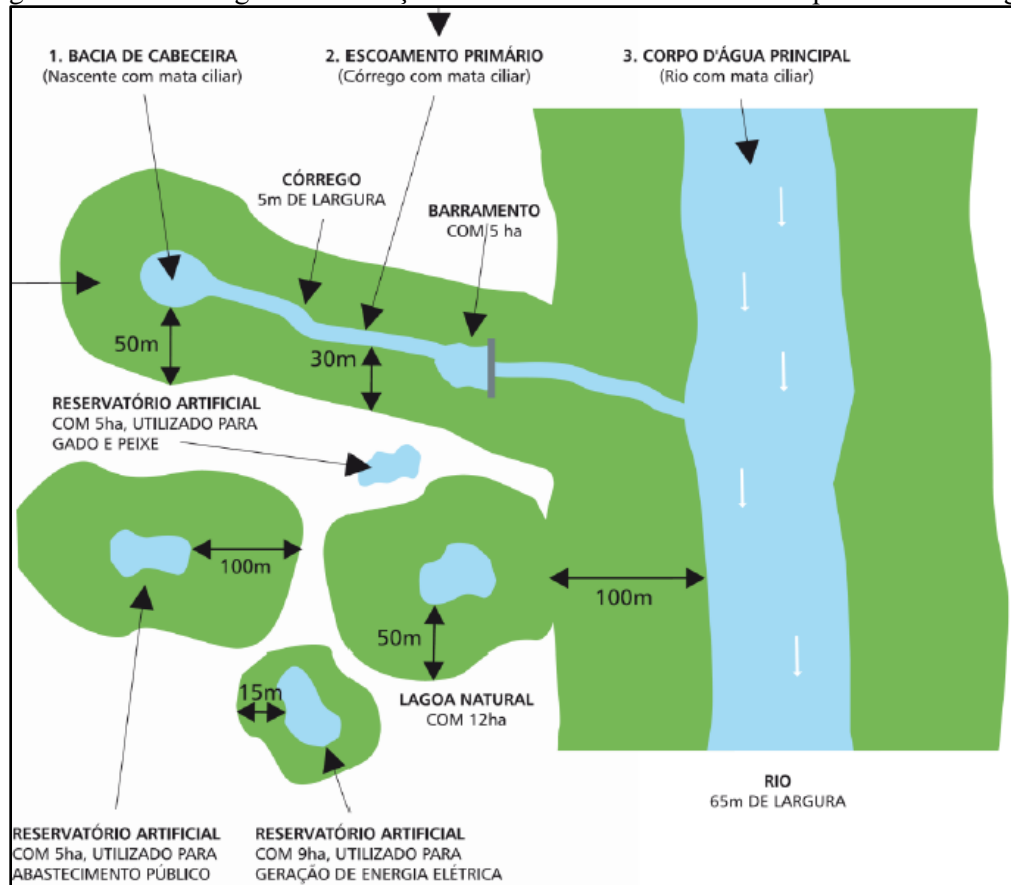 1. BACIA DE CABECEIRA
(Nascente com mata ciliar)
2. ESCOAMENTO PRIMÁRIO
(Córrego com mata ciliar)
3. CORPO D'ÁGUA PRINCIPAL
(Rio com mata ciliar)
CÓRREGO
5m DE LARGURA
BARRAMENTO
COM 5 ha
50m
30m
RESERVATÓRIO ARTIFICIAL
COM 5ha, UTILIZADO PARA
GADO E PEIXE
100m
50m
100m
15m
LAGOA NATURAL
COM 12ha
RIO
65m DE LARGURA
RESERVATÓRIO ARTIFICIAL
COM 5ha, UTILIZADO PARA
ABASTECIMENTO PÚBLICO
RESERVATÓRIO ARTIFICIAL
COM 9ha, UTILIZADO PARA
GERAÇÃO DE ENERGIA ELÉTRICA